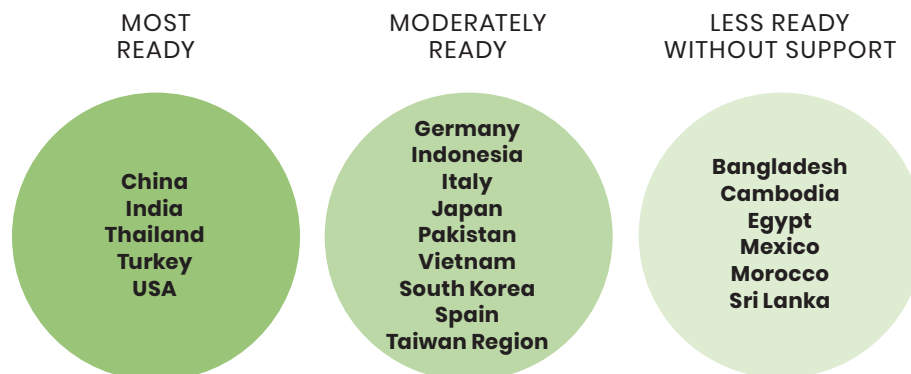 MOST
READY
China
India
Thailand
Turkey
USA
MODERATELY
READY
Germany
Indonesia
Italy
Japan
Pakistan
Vietnam
South Korea
Spain
Taiwan Region
LESS READY
WITHOUT SUPPORT
Bangladesh
Cambodia
Egypt
Mexico
Morocco
Sri Lanka